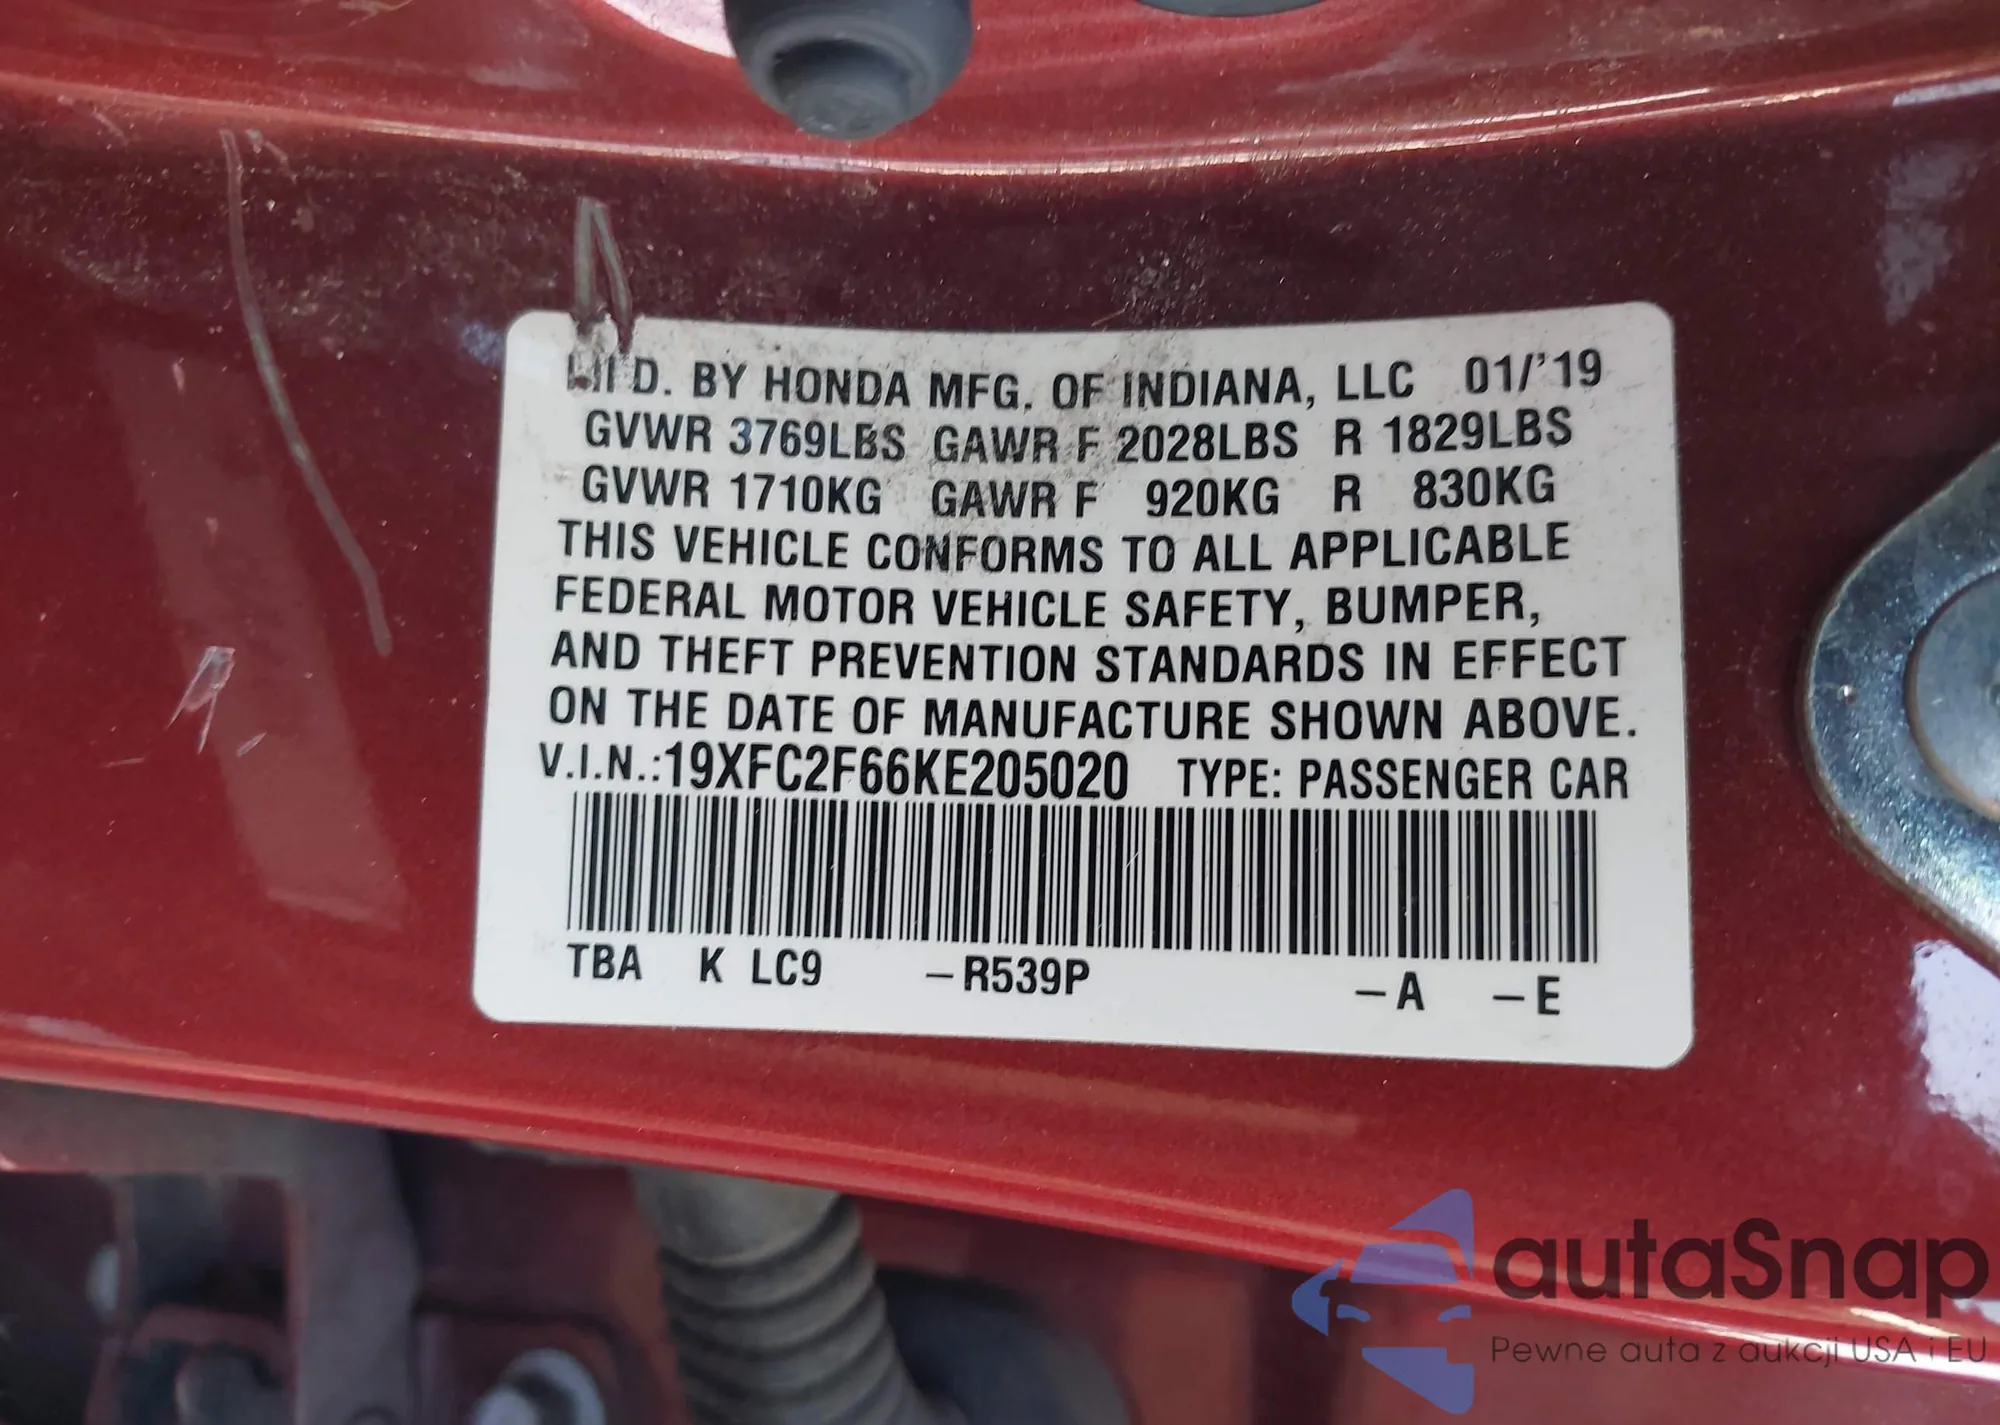 MFD. BY HONDA MFG. OF INDIANA, LLC 01/'19
GVWR 3769LBS GAWR F 2028LBS R 1829LBS
GVWR 1710KG GAWR F 920KG R 830KG
THIS VEHICLE CONFORMS TO ALL APPLICABLE
FEDERAL MOTOR VEHICLE SAFETY, BUMPER,
AND THEFT PREVENTION STANDARDS IN EFFECT
ON THE DATE OF MANUFACTURE SHOWN ABOVE.
V.I.N.:19XFC2F66KE205020 TYPE: PASSENGER CAR
TBA K LC9 –R539P –A –E
autaSnap
Pewne auta z aukcji USA i EU